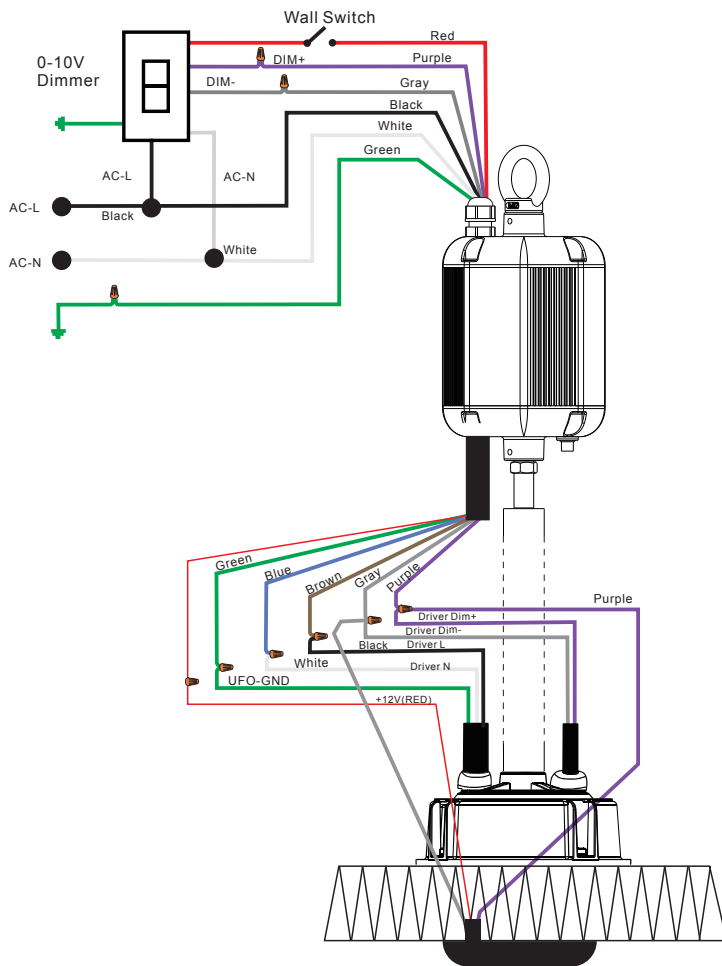 Wall Switch
Red
0-10V
Dimmer
DIM+
Purple
DIM-
Gray
Black
White
Green
AC-L
AC-N
AC-L
Black
White
AC-N
Green
Blue
Brown
Gray
Purple
Purple
Driver Dim+
Driver Dim-
Black
Driver L
White
Driver N
UFO-GND
+12V(RED)